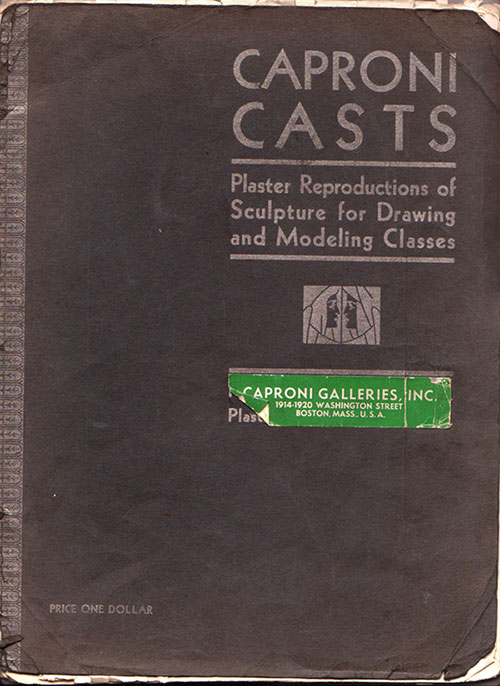 CAPRONI
CASTS
Plaster Reproductions of
Sculpture for Drawing
and Modeling Classes
CAPRONI GALLERIES, INC.
1914-1920 WASHINGTON STREET
BOSTON, MASS., U. S. A.
PRICE ONE DOLLAR